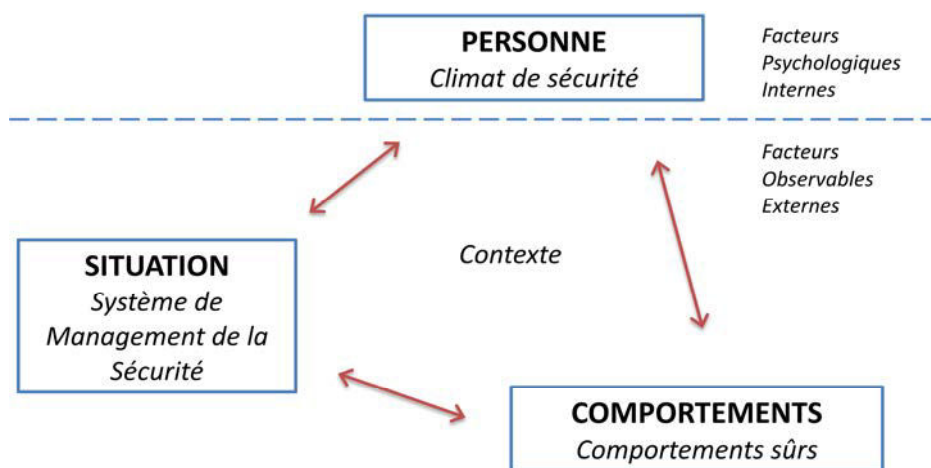 PERSONNE
Climat de sécurité
Facteurs
Psychologiques
Internes
Facteurs
Observables
Externes
Contexte
SITUATION
Système de
Management de la
Sécurité
COMPORTEMENTS
Comportements sûrs